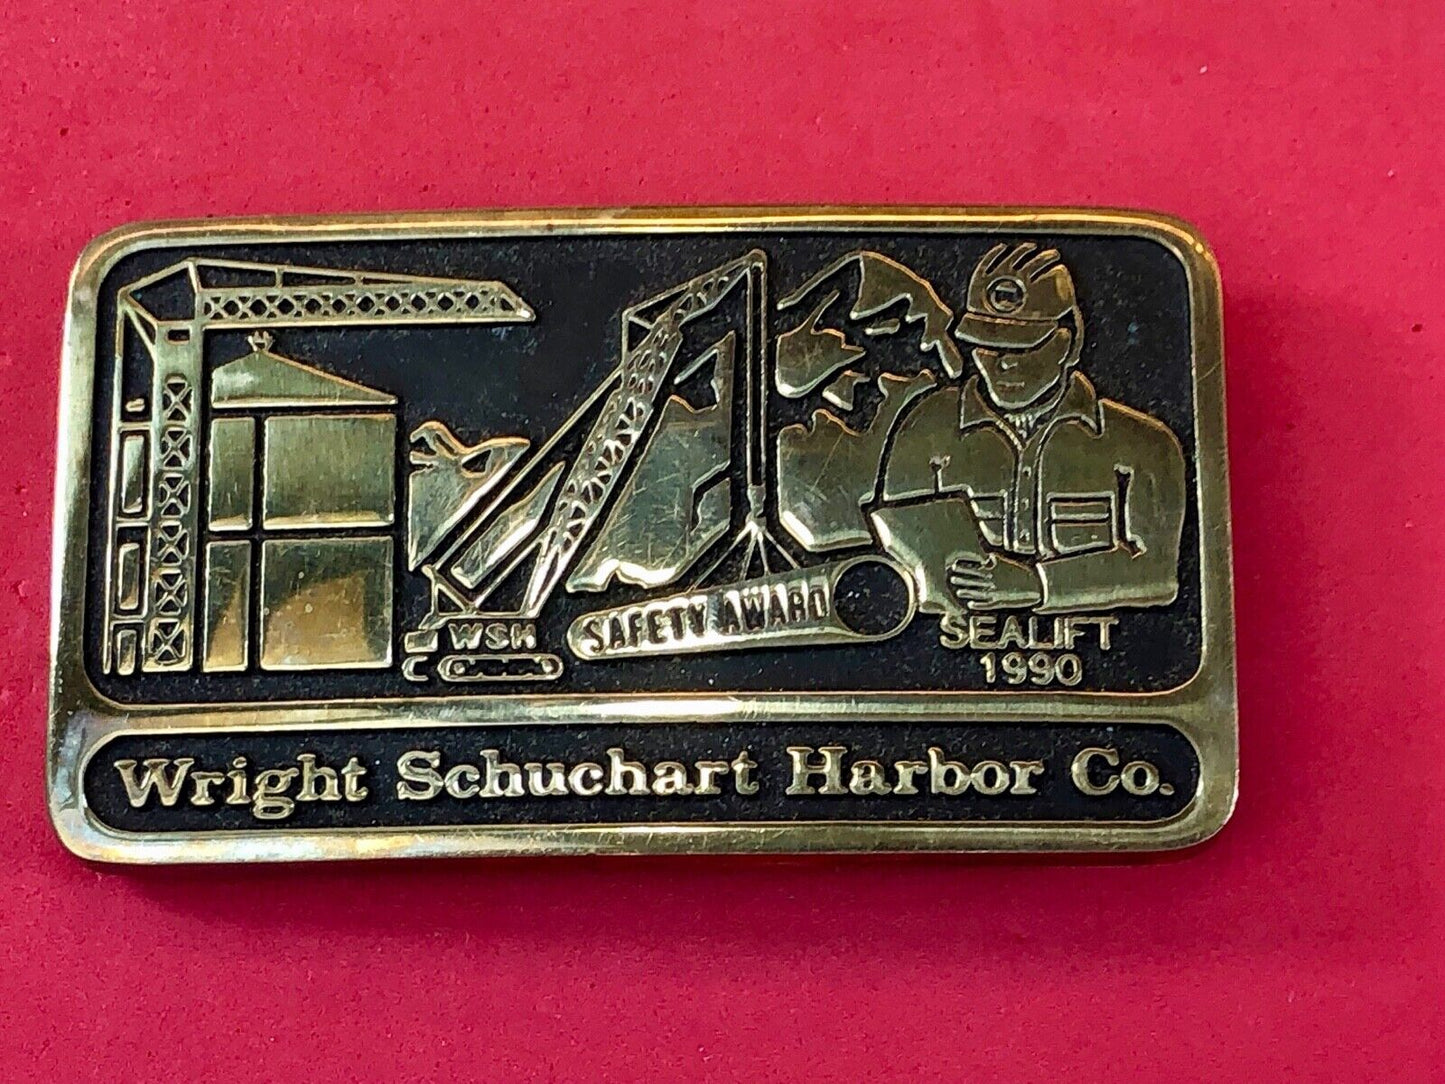 WSH
SAFETY AWARD
SEALIFT
1990
Wright Schuchart Harbor Co.